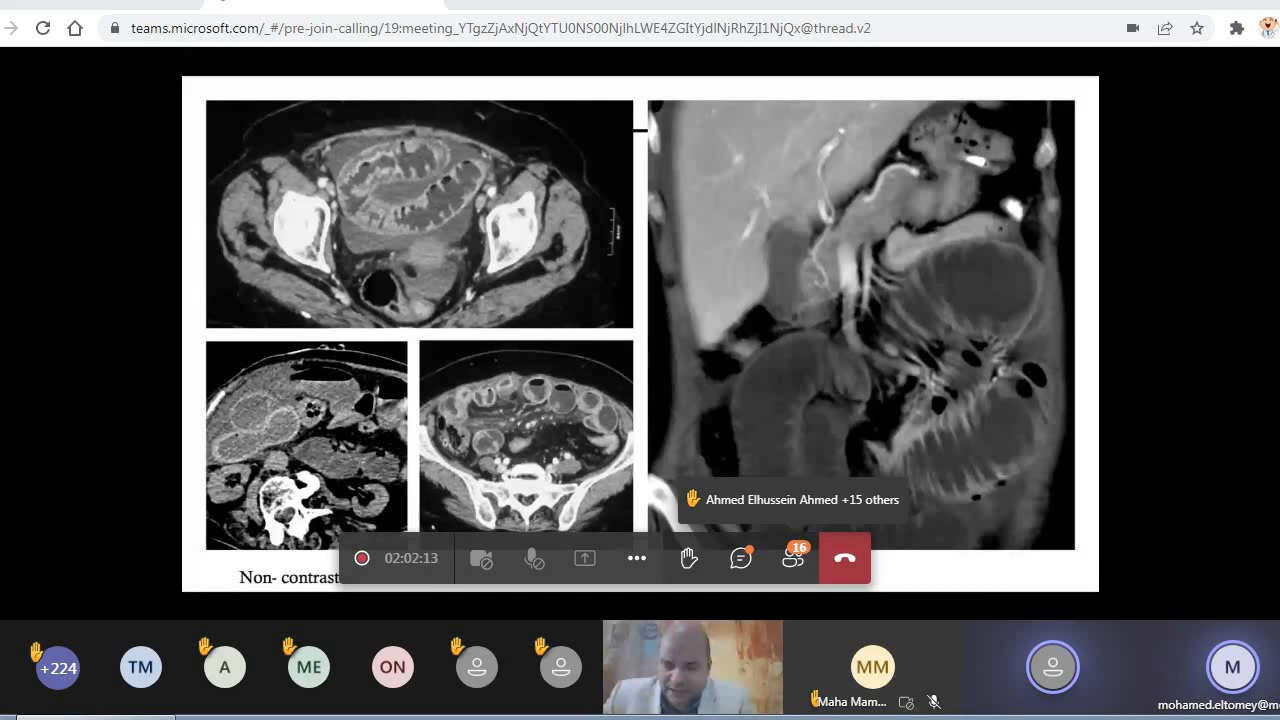 teams.microsoft.com/_#/pre-join-calling/19:meeting_YTgzZjAxNjQtYTU0NS00NjlhLWE4ZGItYjdlNjRhZjI1NjQx@thread.v2
Ahmed Elhussein Ahmed +15 others
02:02:13
16
Non- contrast
+224
TM
A
ME
ON
MM
M
Maha Mam...
mohamed.eltomey@m